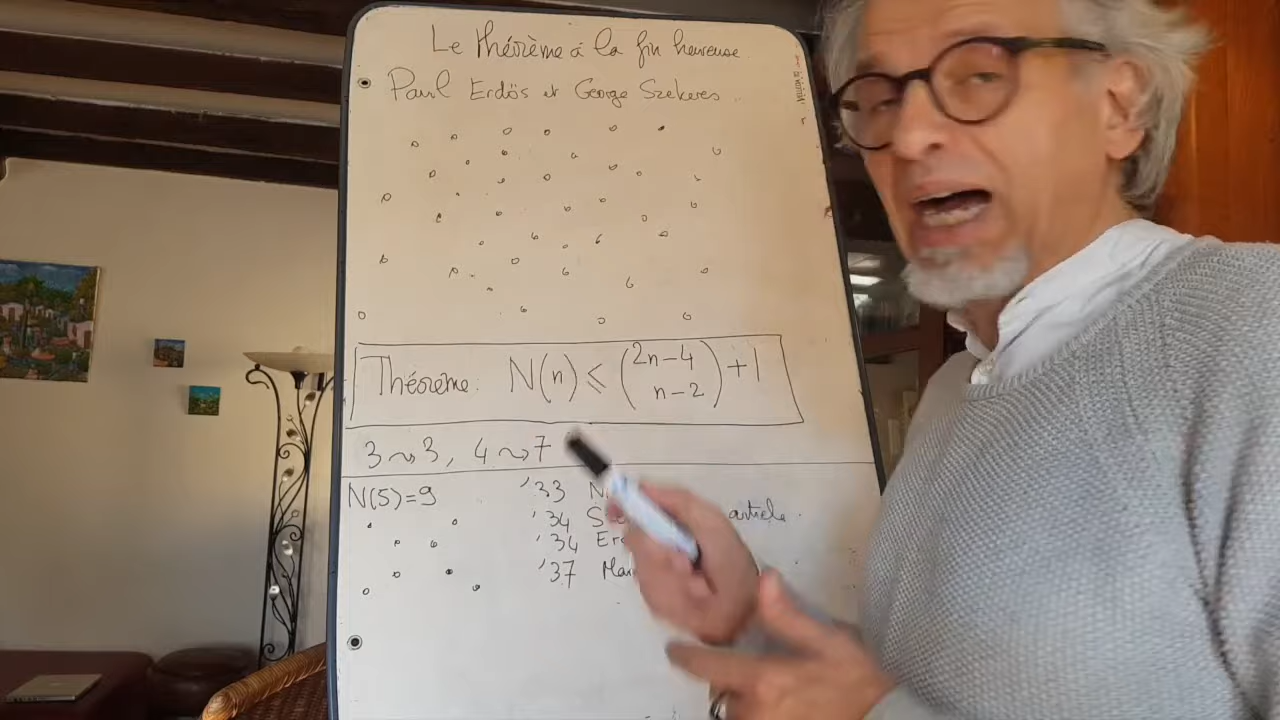 Le théorème à la fin heureuse
Paul Erdös et George Szekeres
Théorème: N(n) ≤ (2n-4 n-2) + 1
3 ⤳ 3, 4 ⤳ 7
N(5)=9
'33
'34 article.
'34
'37